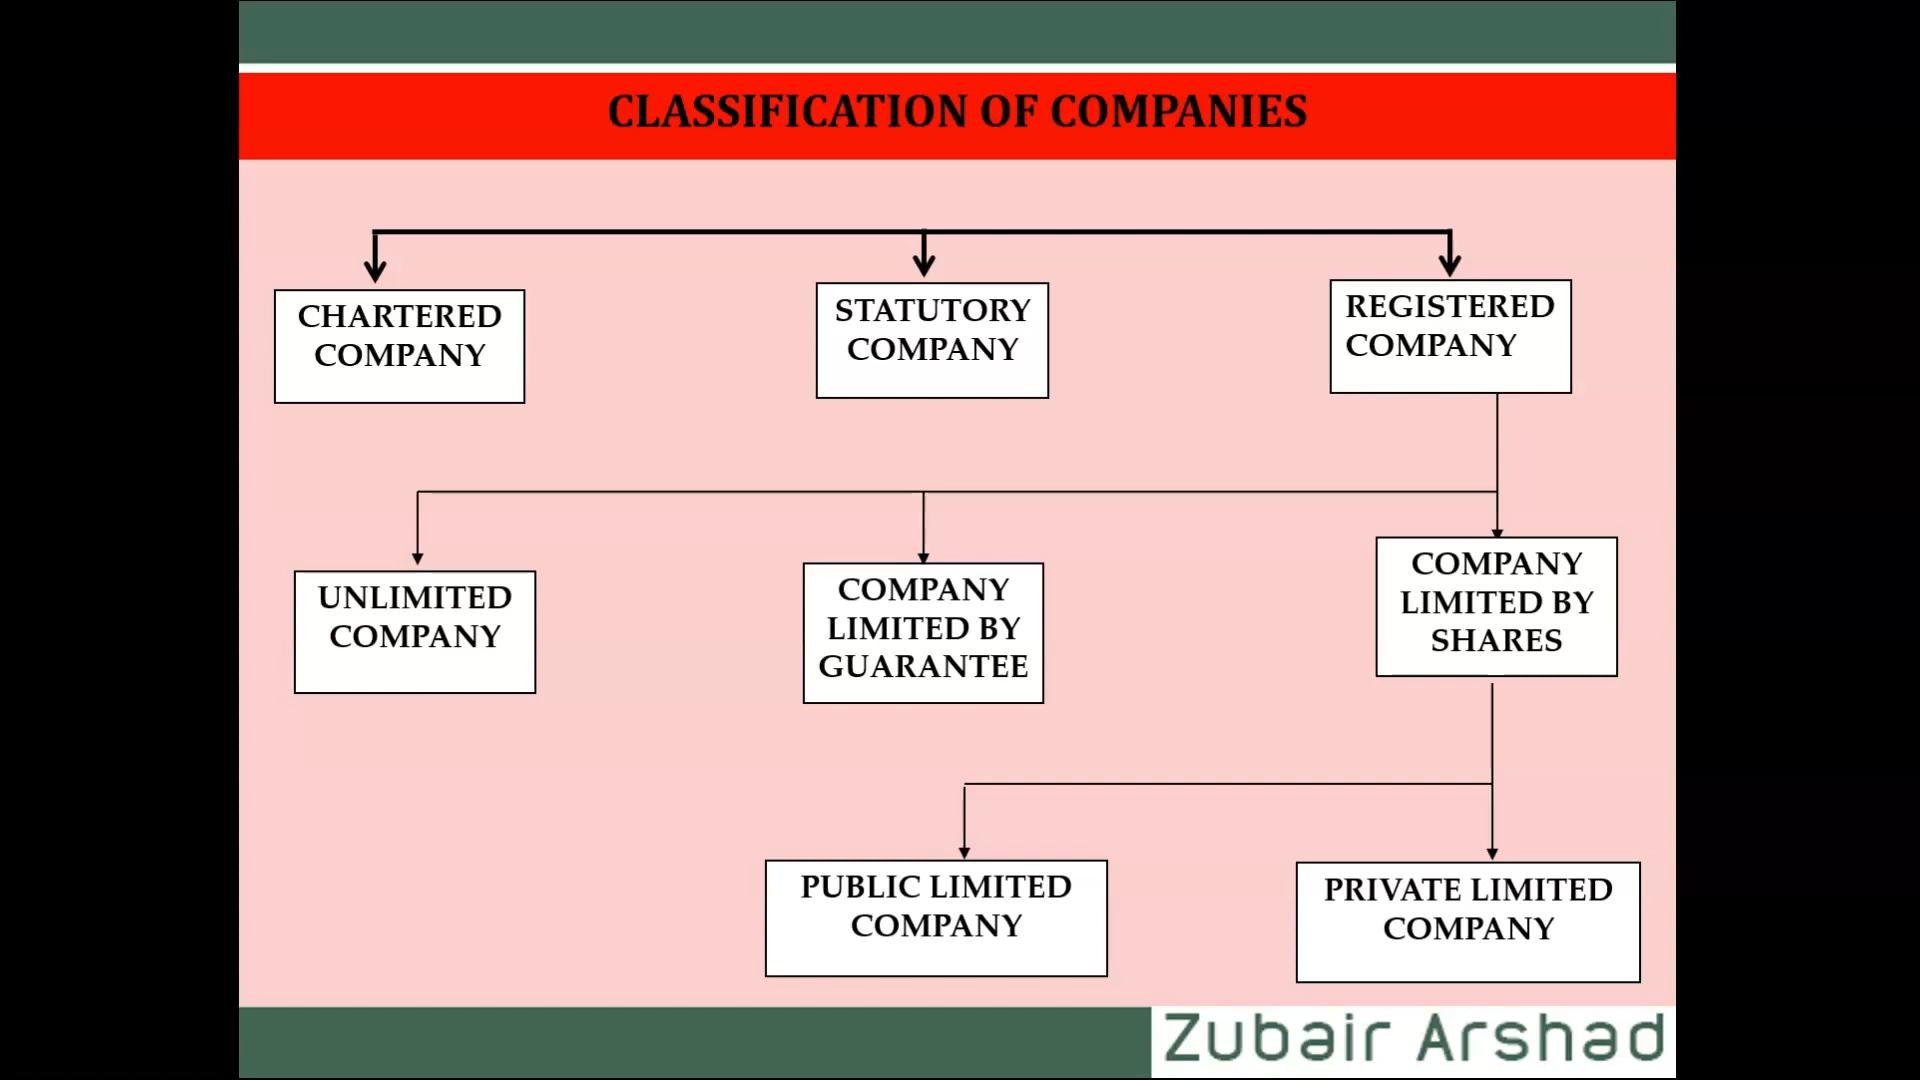 CLASSIFICATION OF COMPANIES
CHARTERED
COMPANY
STATUTORY
COMPANY
REGISTERED
COMPANY
UNLIMITED
COMPANY
COMPANY
LIMITED BY
GUARANTEE
COMPANY
LIMITED BY
SHARES
PUBLIC LIMITED
COMPANY
PRIVATE LIMITED
COMPANY
Zubair Arshad